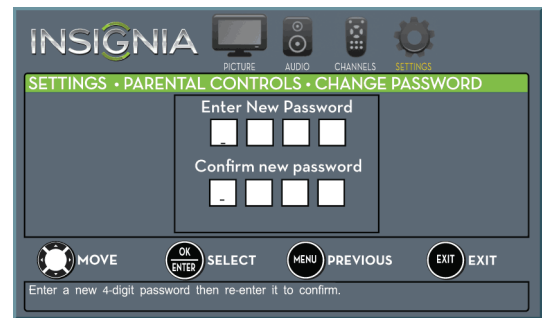 INSIGNIA
PICTURE AUDIO CHANNELS SETTINGS
SETTINGS • PARENTAL CONTROLS • CHANGE PASSWORD
Enter New Password
_
Confirm new password
_
MOVE OK ENTER SELECT MENU PREVIOUS EXIT EXIT
Enter a new 4-digit password then re-enter it to confirm.